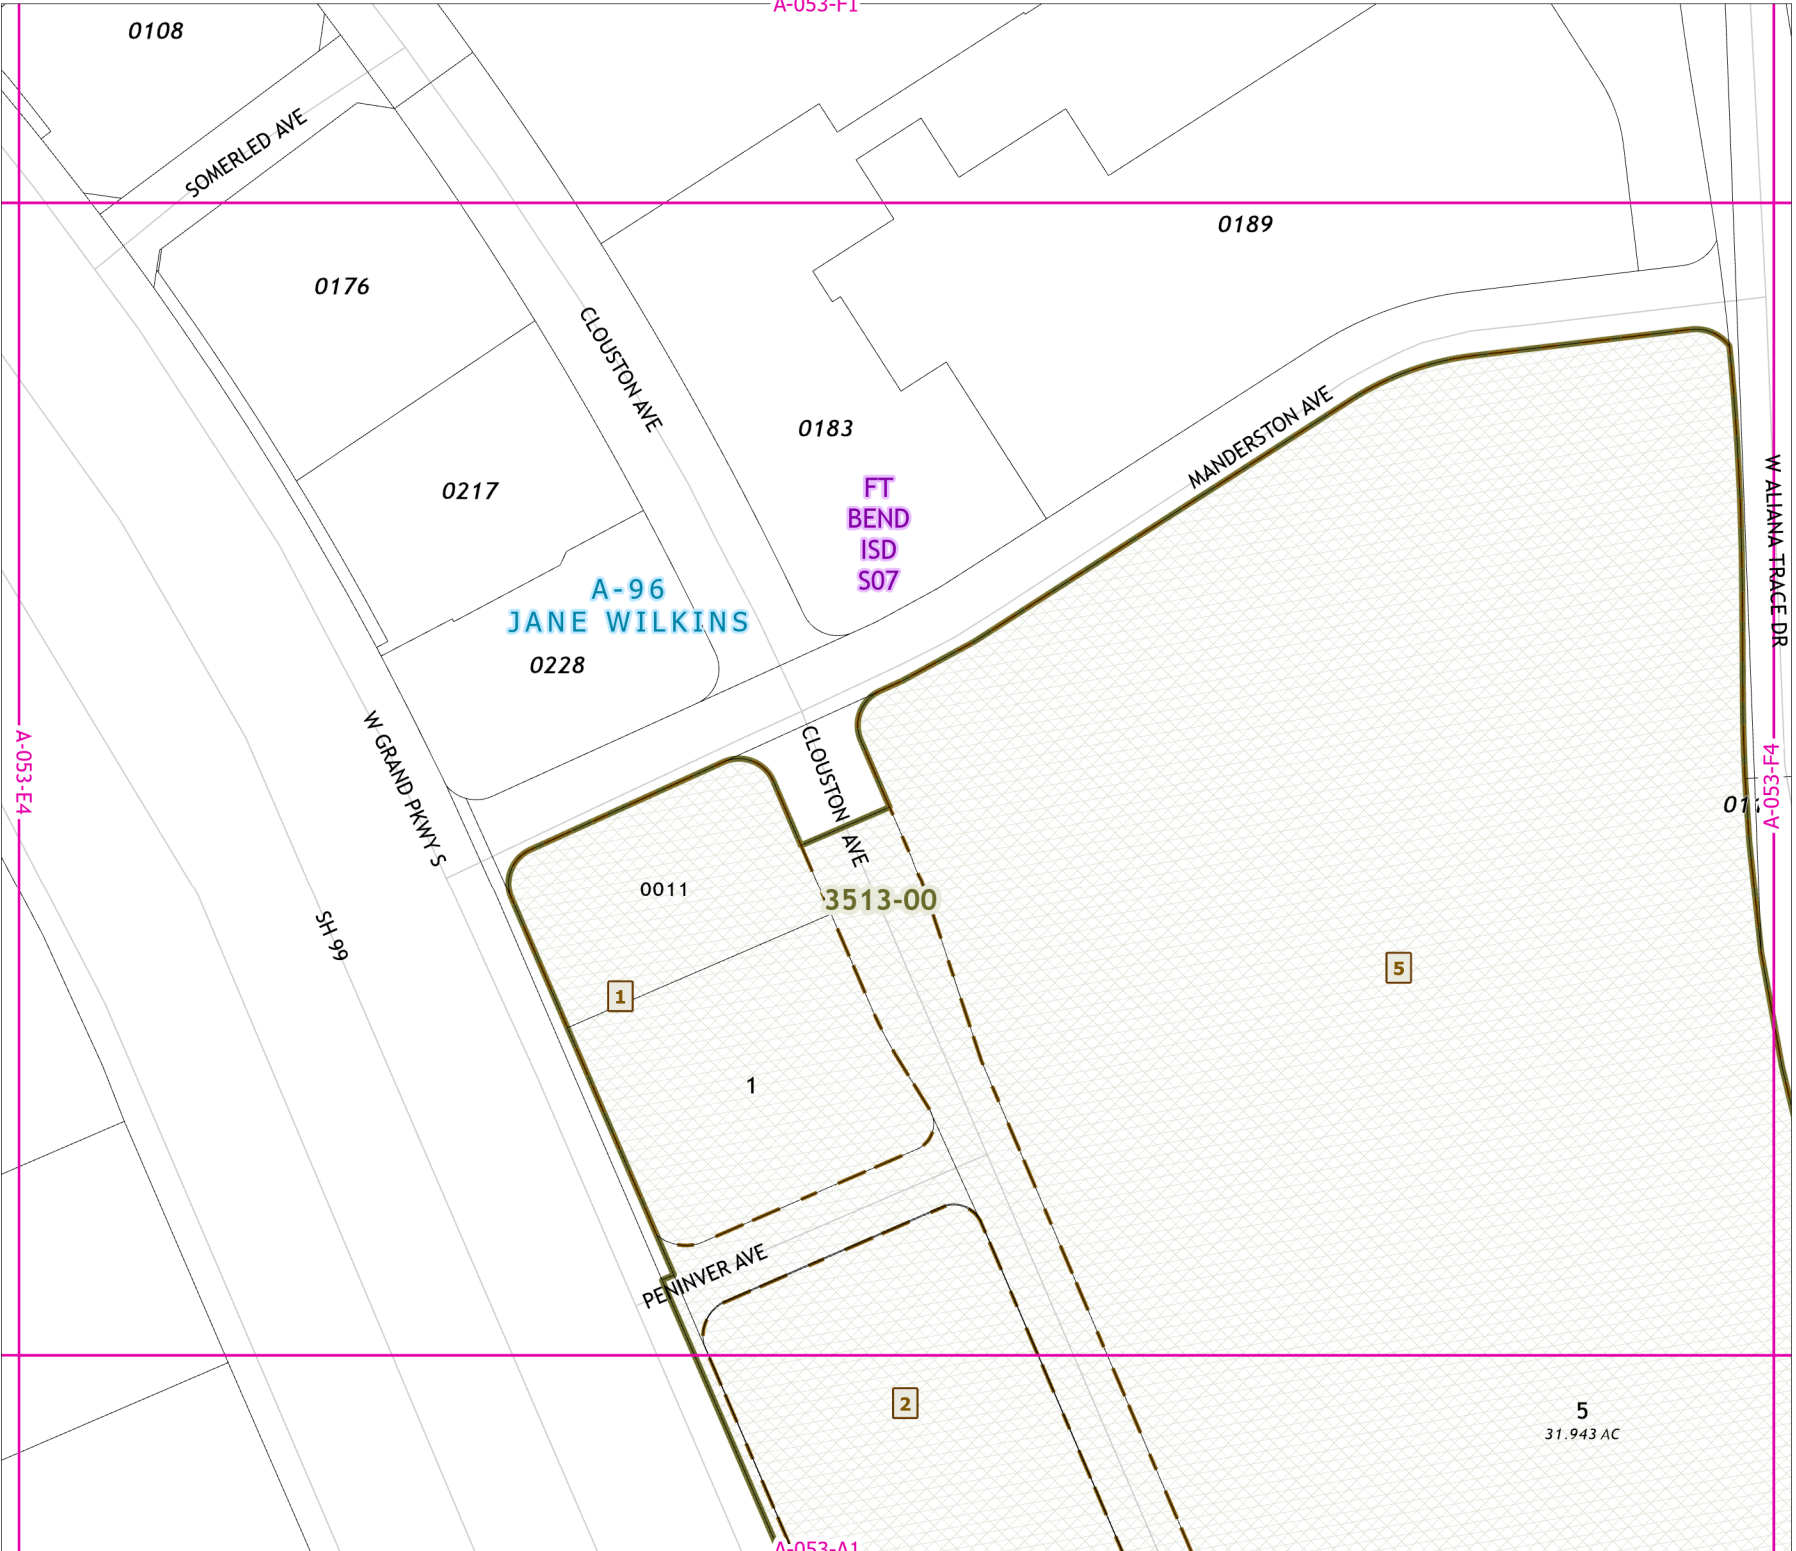 A-053-F1
0108
SOMERLED AVE
0189
0176
CLOUSTON AVE
0183
MANDERSTON AVE
0217
FT
BEND
ISD
S07
W ALIANA TRACE DR
A-96
JANE WILKINS
0228
W GRAND PKWY S
CLOUSTON AVE
A-053-E4
A-053-F4
0011
3513-00
SH 99
5
1
1
PENINVER AVE
2
5
31.943 AC
A-053-A1